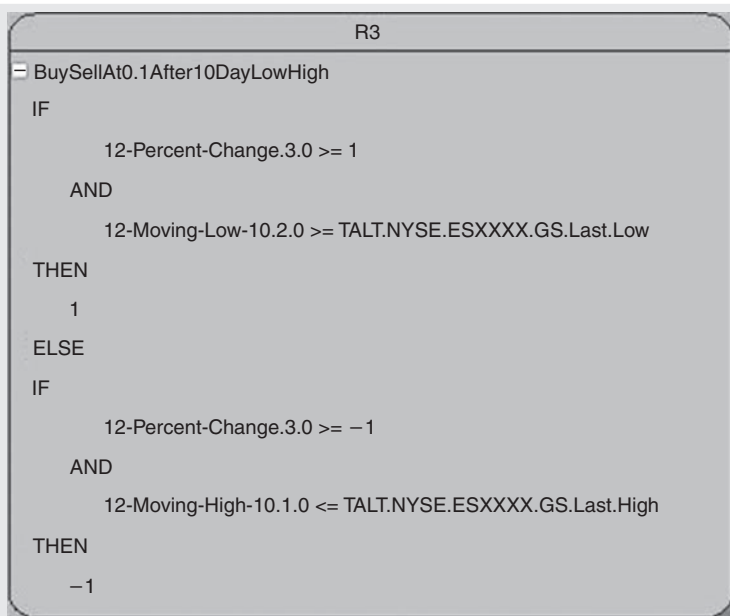 R3
BuySellAt0.1After10DayLowHigh
IF
12-Percent-Change.3.0 >= 1
AND
12-Moving-Low-10.2.0 >= TALT.NYSE.ESXXXX.GS.Last.Low
THEN
1
ELSE
IF
12-Percent-Change.3.0 >= −1
AND
12-Moving-High-10.1.0 <= TALT.NYSE.ESXXXX.GS.Last.High
THEN
−1